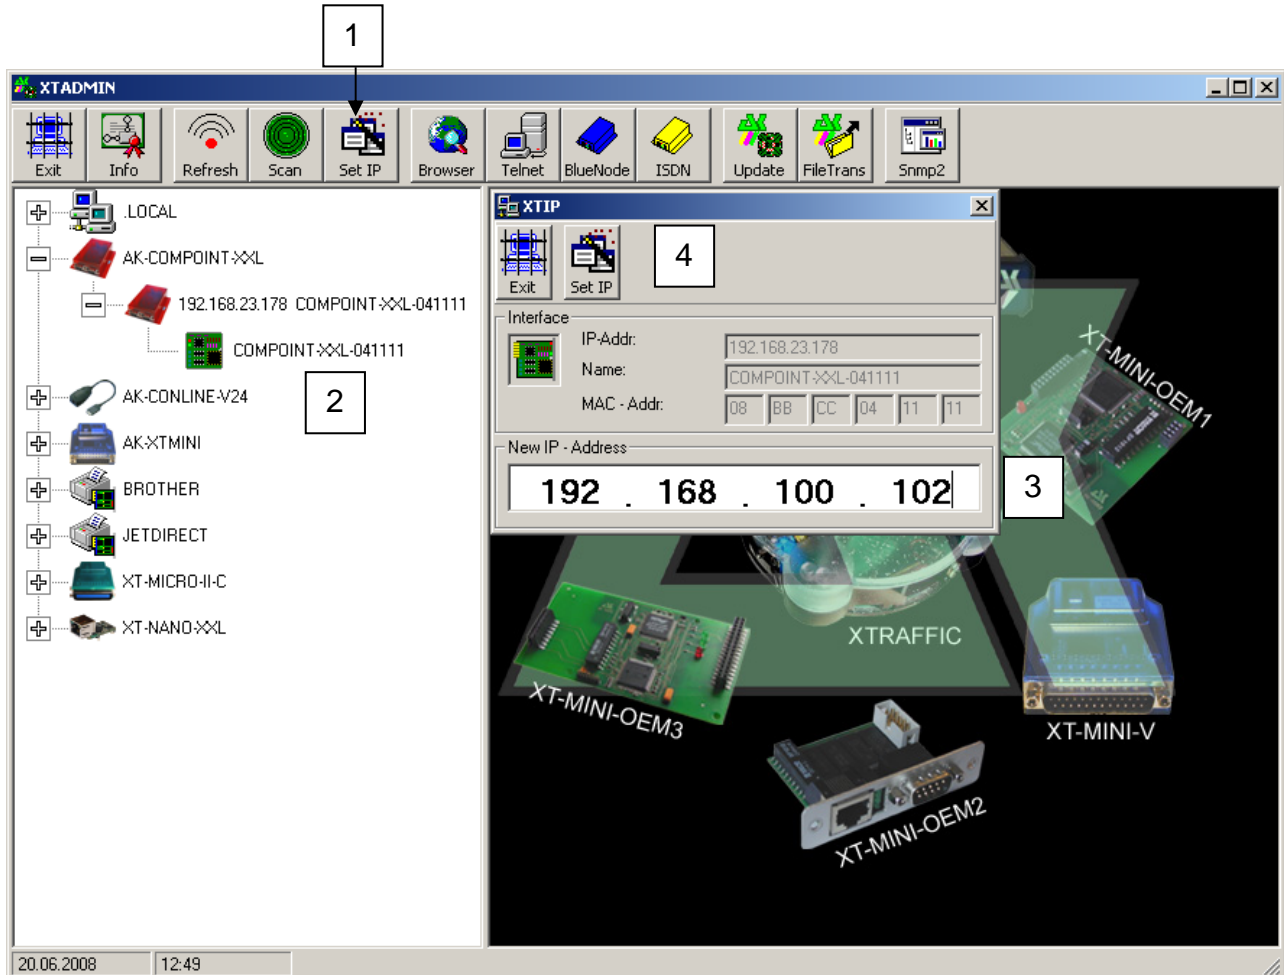 1
XTADMIN
Exit Info Refresh Scan Set IP Browser Telnet BlueNode ISDN Update FileTrans Snmp2
.LOCAL
AK-COMPOINT-XXL
192.168.23.178 COMPOINT-XXL-041111
COMPOINT-XXL-041111
2
AK-CONLINE-V24
AK-XTMINI
BROTHER
JETDIRECT
XT-MICRO-II-C
XT-NANO-XXL
XTIP
Exit Set IP
4
Interface
IP-Addr: 192.168.23.178
Name: COMPOINT-XXL-041111
MAC - Addr: 08 BB CC 04 11 11
New IP - Address
192 . 168 . 100 . 102
3
XT-MINI-OEM1
XTRAFFIC
XT-MINI-OEM3
XT-MINI-V
XT-MINI-OEM2
20.06.2008 12:49